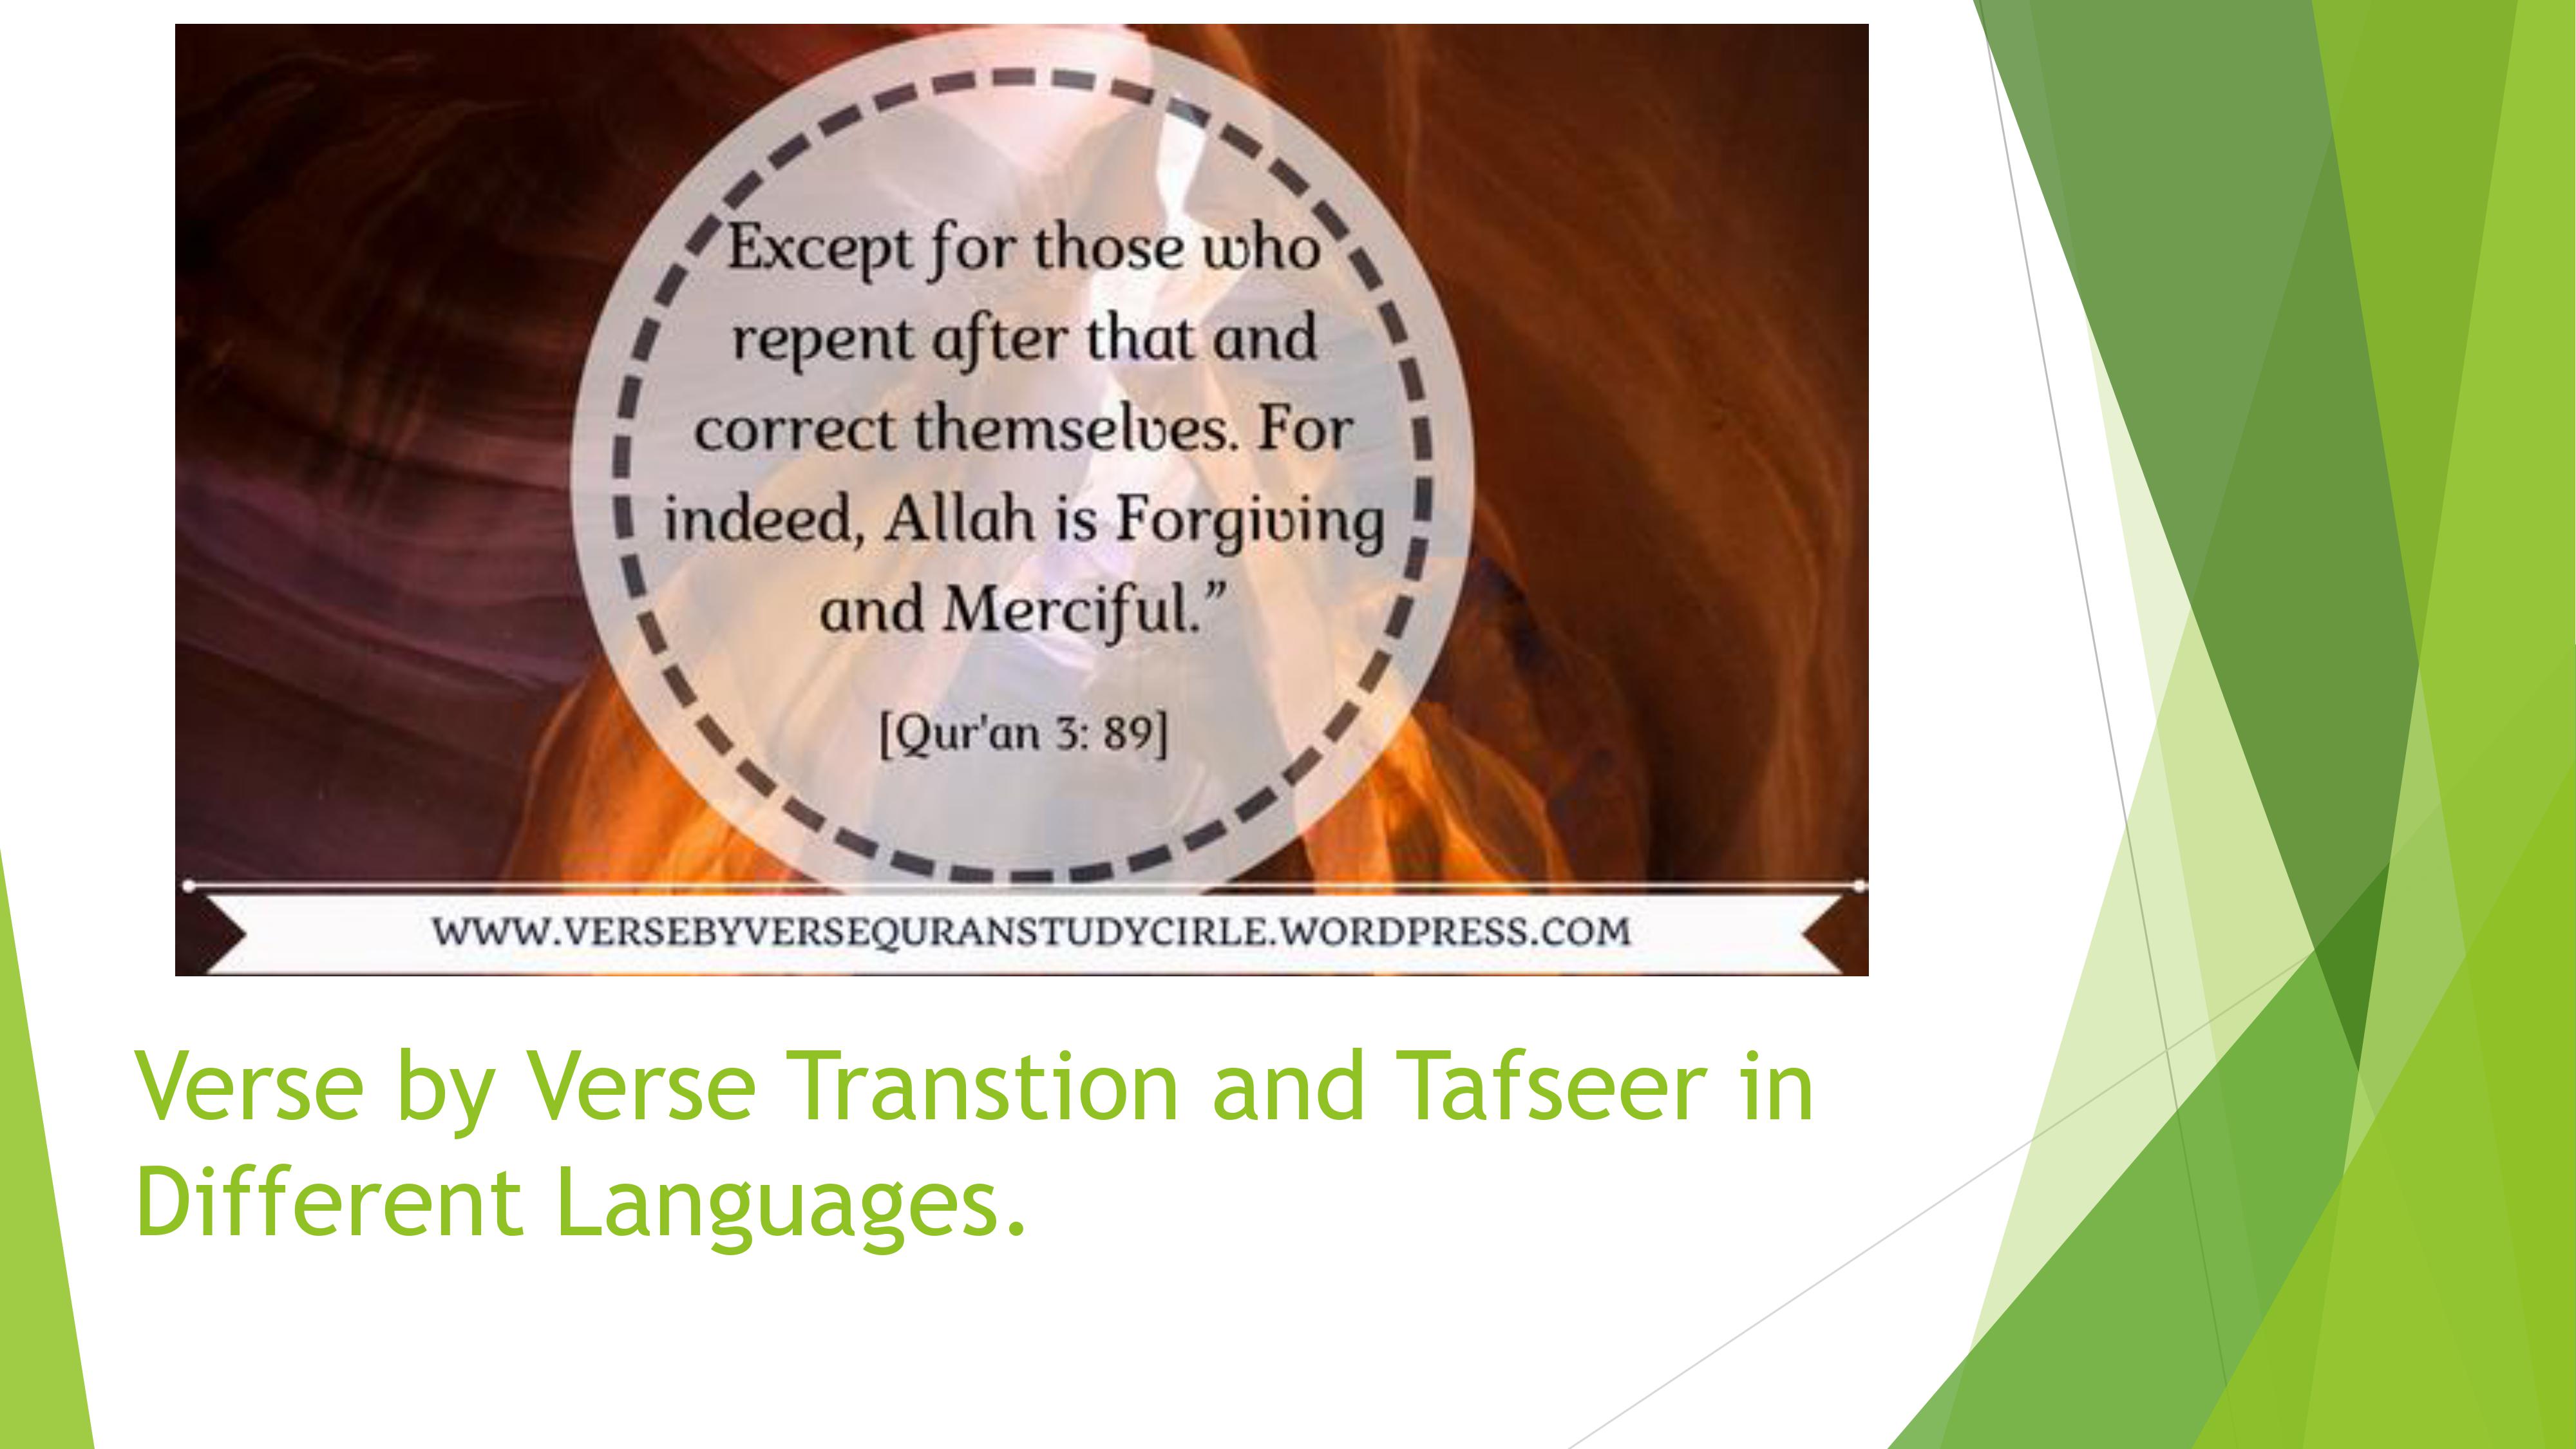 Except for those who
repent after that and
correct themselves. For
indeed, Allah is Forgiving
and Merciful.”
[Qur'an 3: 89]
WWW.VERSEBYVERSEQURANSTUDYCIRLE.WORDPRESS.COM
Verse by Verse Transtion and Tafseer in
Different Languages.